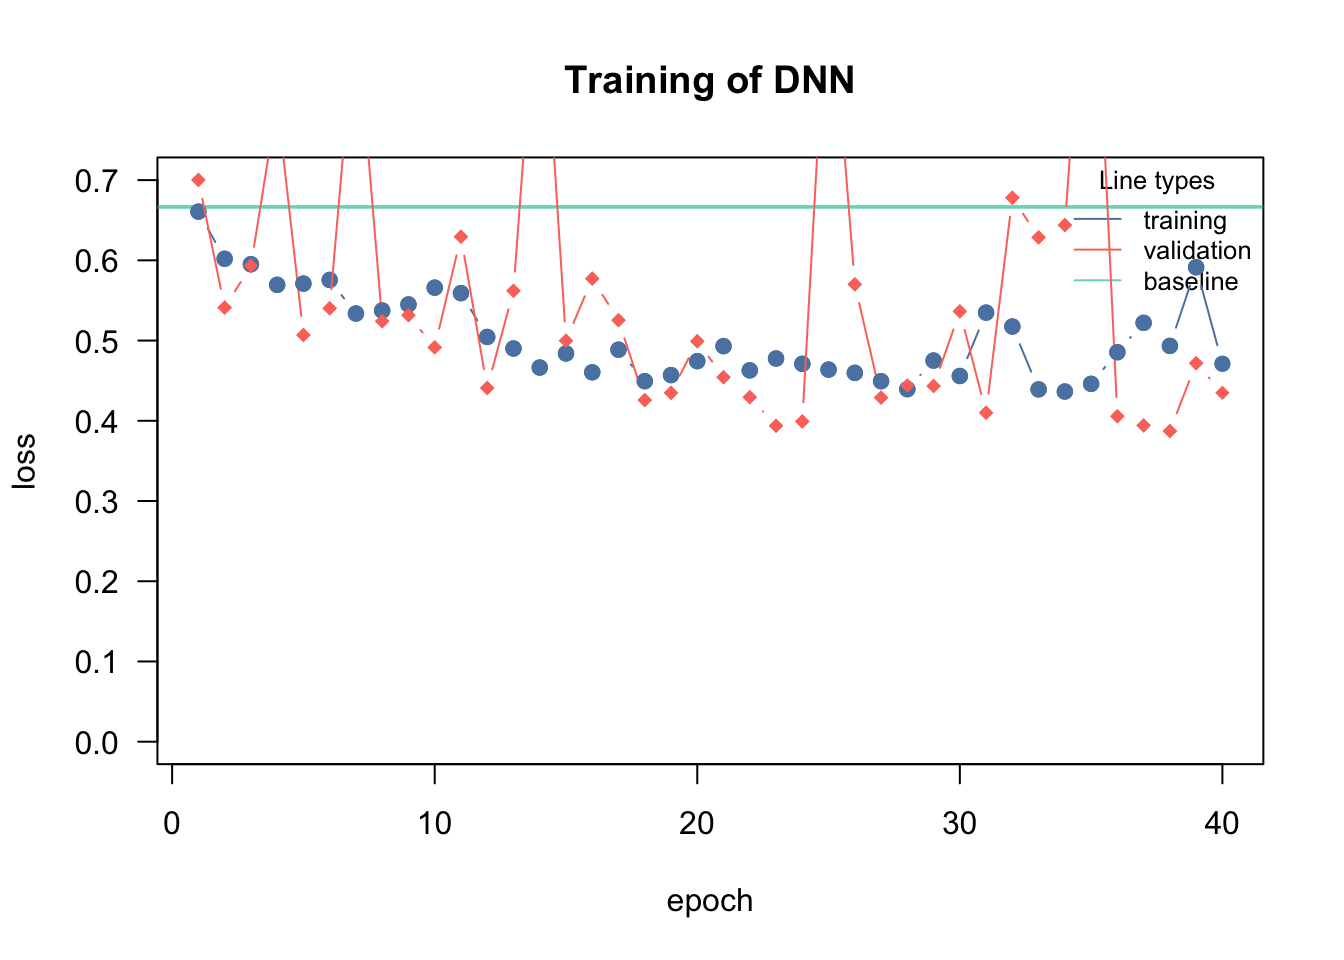 Training of DNN
0.7
0.6
0.5
0.4
0.3
0.2
0.1
0.0
loss
Line types
training
validation
baseline
0 10 20 30 40
epoch